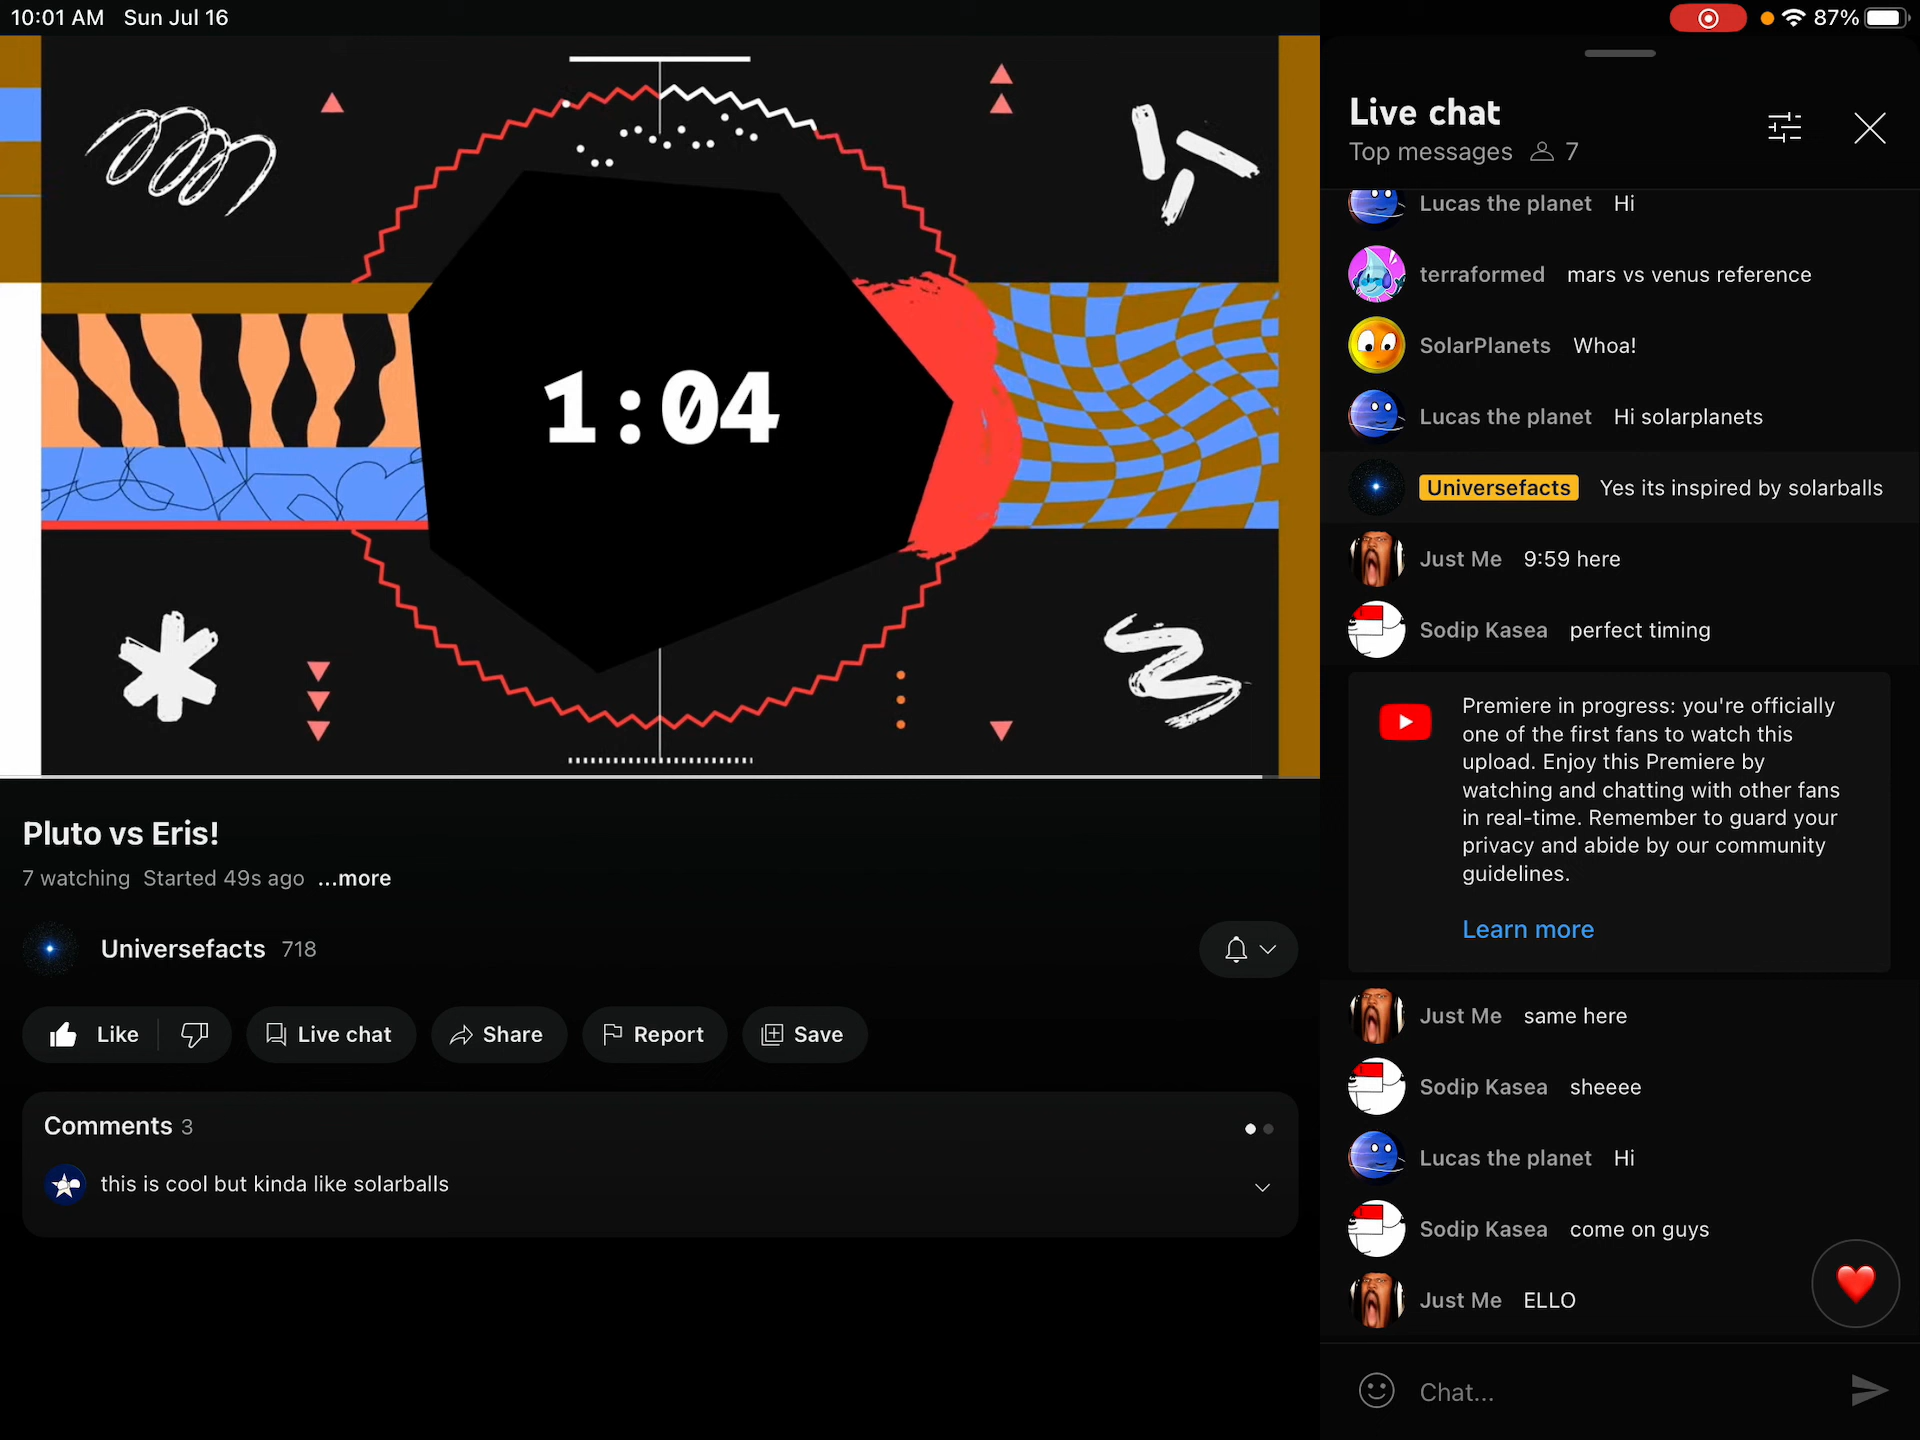 10:01 AM Sun Jul 16
87%
1:04
Pluto vs Eris!
7 watching Started 49s ago ...more
Universefacts 718
Like
Live chat
Share
Report
Save
Comments 3
this is cool but kinda like solarballs
Live chat
Top messages 7
Lucas the planet Hi
terraformed mars vs venus reference
SolarPlanets Whoa!
Lucas the planet Hi solarplanets
Universefacts Yes its inspired by solarballs
Just Me 9:59 here
Sodip Kasea perfect timing
Premiere in progress: you're officially
one of the first fans to watch this
upload. Enjoy this Premiere by
watching and chatting with other fans
in real-time. Remember to guard your
privacy and abide by our community
guidelines.
Learn more
Just Me same here
Sodip Kasea sheeee
Lucas the planet Hi
Sodip Kasea come on guys
Just Me ELLO
Chat...